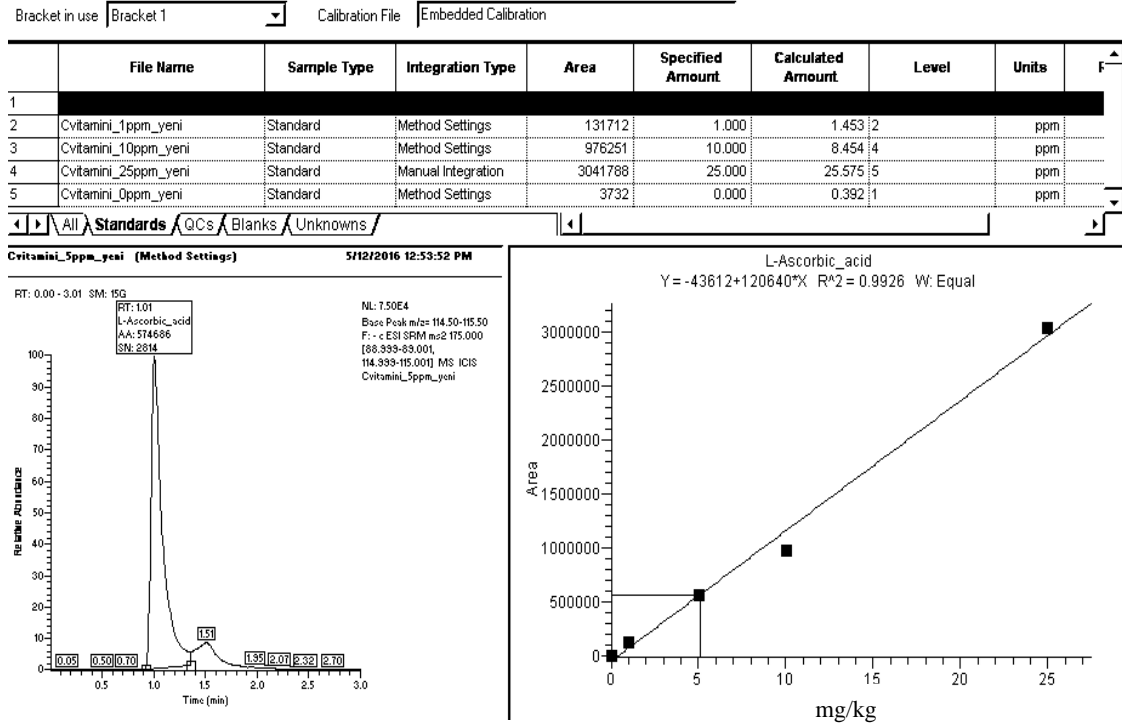 Bracket in use Bracket 1 Calibration File Embedded Calibration
File Name Sample Type Integration Type Area Specified Amount Calculated Amount Level Units
1
2 Cvitamini_1ppm_yeni Standard Method Settings 131712 1.000 1.453 2 ppm
3 Cvitamini_10ppm_yeni Standard Method Settings 976251 10.000 8.454 4 ppm
4 Cvitamini_25ppm_yeni Standard Manual Integration 3041788 25.000 25.575 5 ppm
5 Cvitamini_0ppm_yeni Standard Method Settings 3732 0.000 0.392 1 ppm
All Standards QCs Blanks Unknowns
Cvitamini_5ppm_yeni (Method Settings) 5/12/2016 12:53:52 PM
RT: 0.00 - 3.01 SM: 15G
RT: 1.01
L-Ascorbic_acid
AA: 574686
SN: 2814
NL: 7.50E4
Base Peak m/z= 114.50-115.50
F: - c ESI SRM ms2 175.000
[88.999-89.001,
114.999-115.001] MS ICIS
Cvitamini_5ppm_yeni
100
90
80
70
60
50
40
30
20
10
0
Relative Abundance
0.05 0.50 0.70 1.51 1.95 2.07 2.32 2.70
0.5 1.0 1.5 2.0 2.5 3.0
Time (min)
L-Ascorbic_acid
Y = -43612+120640*X R^2 = 0.9926 W: Equal
3000000
2500000
2000000
1500000
1000000
500000
0
Area
0 5 10 15 20 25
mg/kg